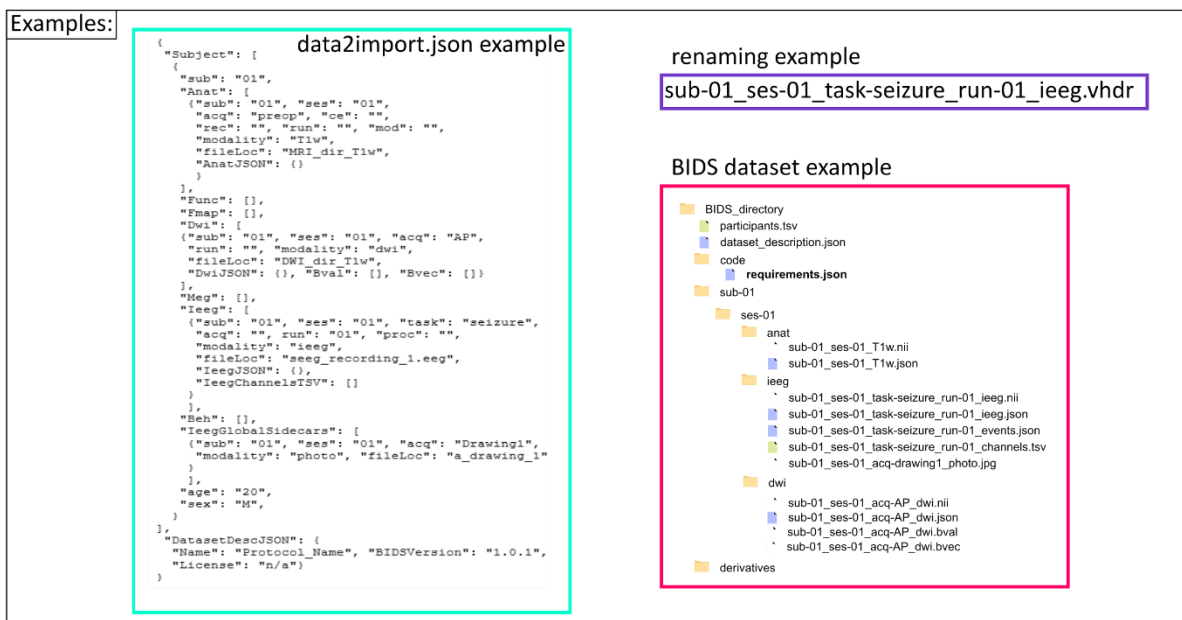 Examples:
data2import.json example
{
"Subject": [
{
"sub": "01",
"Anat": [
{"sub": "01", "ses": "01",
"acq": "preop", "ce": "",
"rec": "", "run": "", "mod": "",
"modality": "T1w",
"fileLoc": "MRI_dir_T1w",
"AnatJSON": {}
}
],
"Func": [],
"Fmap": [],
"Dwi": [
{"sub": "01", "ses": "01", "acq": "AP",
"run": "", "modality": "dwi",
"fileLoc": "DWI_dir_T1w",
"DwiJSON": {}, "Bval": [], "Bvec": []}
],
"Meg": [],
"Ieeg": [
{"sub": "01", "ses": "01", "task": "seizure",
"acq": "", run": "01", "proc": "",
"modality": "ieeg",
"fileLoc": "seeg_recording_1.eeg",
"IeegJSON": {},
"IeegChannelsTSV": []
}
],
"Beh": [],
"IeegGlobalSidecars": [
{"sub": "01", "ses": "01", "acq": "Drawing1",
"modality": "photo", "fileLoc": "a_drawing_1"
}
],
"age": "20",
"sex": "M",
}
],
"DatasetDescJSON": {
"Name": "Protocol_Name", "BIDSVersion": "1.0.1",
"License": "n/a"}
}
renaming example
sub-01_ses-01_task-seizure_run-01_ieeg.vhdr
BIDS dataset example
BIDS_directory
participants.tsv
dataset_description.json
code
requirements.json
sub-01
ses-01
anat
sub-01_ses-01_T1w.nii
sub-01_ses-01_T1w.json
ieeg
sub-01_ses-01_task-seizure_run-01_ieeg.nii
sub-01_ses-01_task-seizure_run-01_ieeg.json
sub-01_ses-01_task-seizure_run-01_events.json
sub-01_ses-01_task-seizure_run-01_channels.tsv
sub-01_ses-01_acq-drawing1_photo.jpg
dwi
sub-01_ses-01_acq-AP_dwi.nii
sub-01_ses-01_acq-AP_dwi.json
sub-01_ses-01_acq-AP_dwi.bval
sub-01_ses-01_acq-AP_dwi.bvec
derivatives